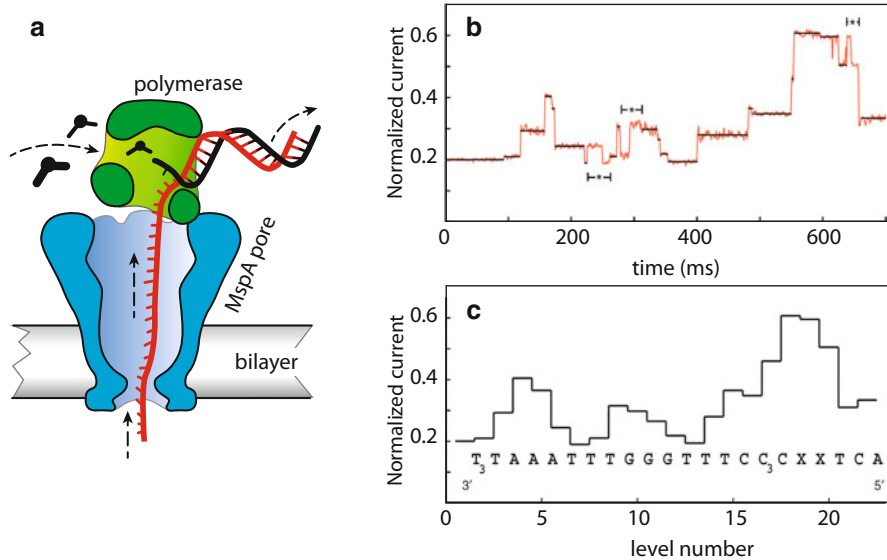 a
polymerase
MspA pore
bilayer
b
Normalized current
0.6
0.4
0.2
*
*
*
0 200 400 600
time (ms)
c
Normalized current
0.6
0.4
0.2
T₃TAAATTTGGGTTTCC₃CXXTCA
3′ 5′
0 5 10 15 20
level number